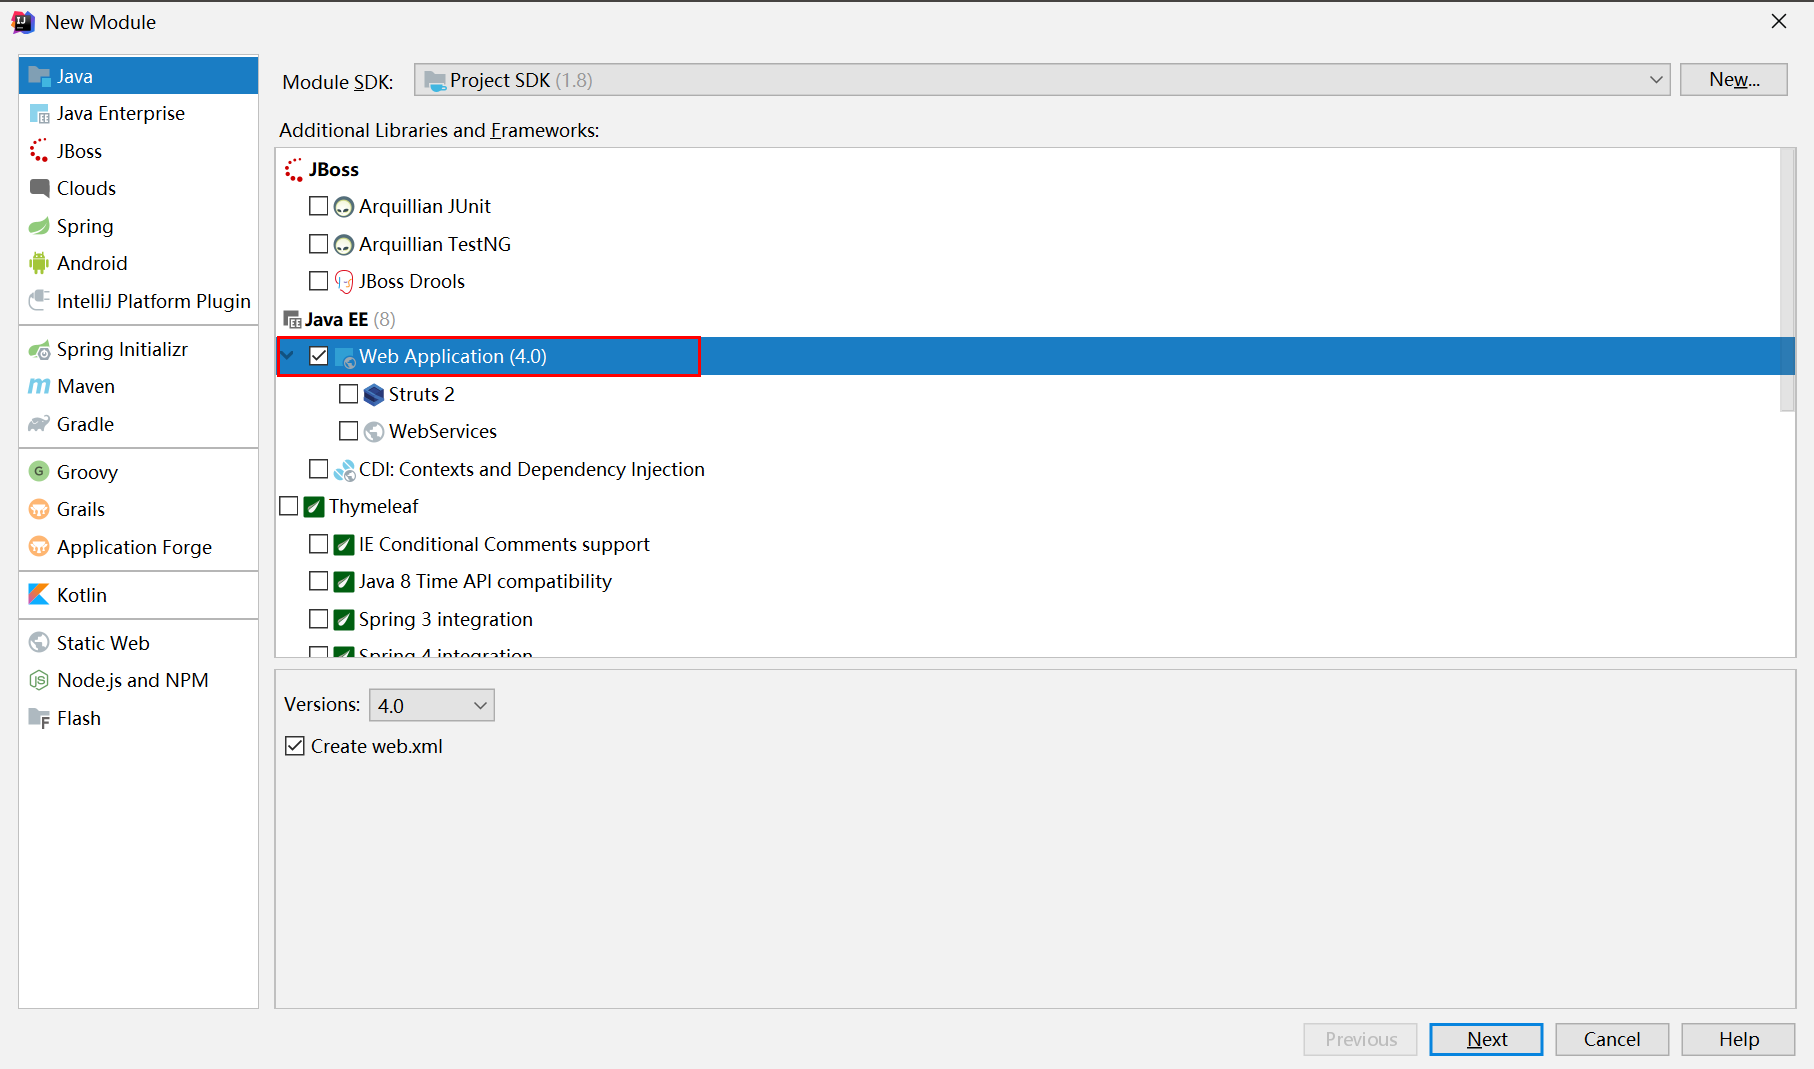 New Module
Java
Java Enterprise
JBoss
Clouds
Spring
Android
IntelliJ Platform Plugin
Spring Initializr
Maven
Gradle
Groovy
Grails
Application Forge
Kotlin
Static Web
Node.js and NPM
Flash
Module SDK: Project SDK (1.8) New...
Additional Libraries and Frameworks:
JBoss
Arquillian JUnit
Arquillian TestNG
JBoss Drools
Java EE (8)
Web Application (4.0)
Struts 2
WebServices
CDI: Contexts and Dependency Injection
Thymeleaf
IE Conditional Comments support
Java 8 Time API compatibility
Spring 3 integration
Spring 4 integration
Versions: 4.0
Create web.xml
Previous Next Cancel Help